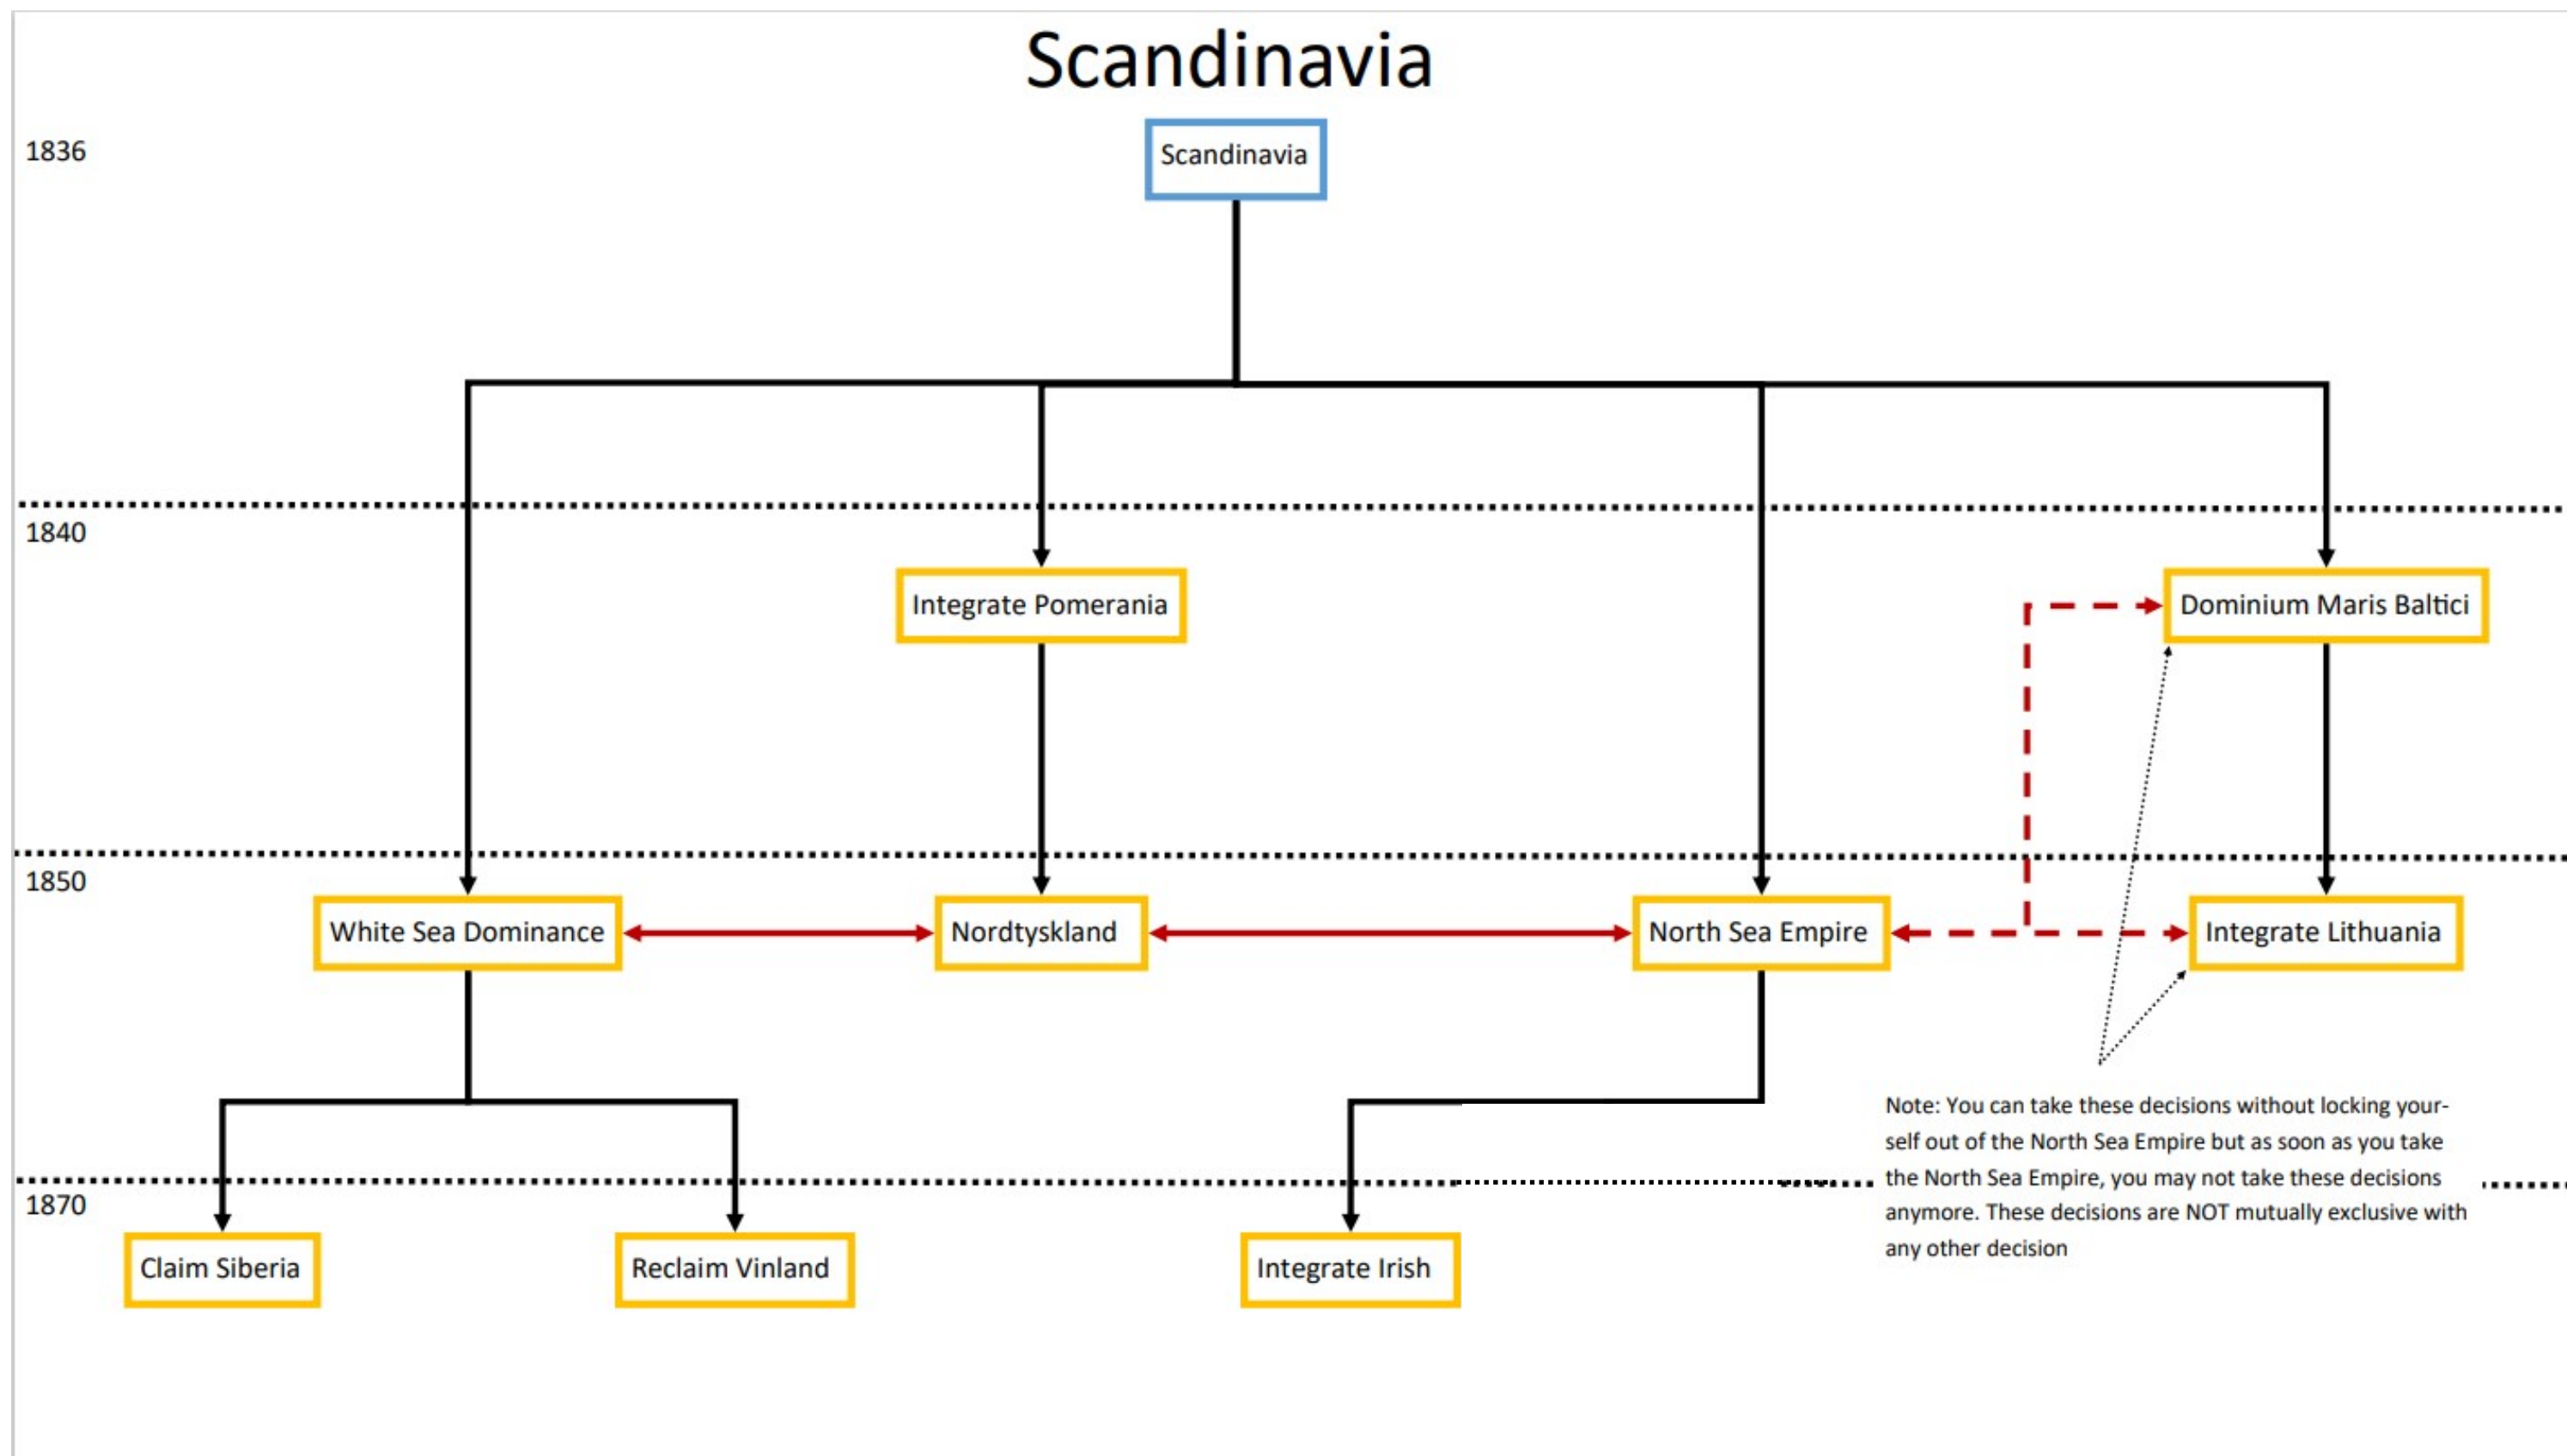 Scandinavia
1836
Scandinavia
1840
Integrate Pomerania
Dominium Maris Baltici
1850
White Sea Dominance
Nordtyskland
North Sea Empire
Integrate Lithuania
Note: You can take these decisions without locking your-
self out of the North Sea Empire but as soon as you take
the North Sea Empire, you may not take these decisions
anymore. These decisions are NOT mutually exclusive with
any other decision
1870
Claim Siberia
Reclaim Vinland
Integrate Irish